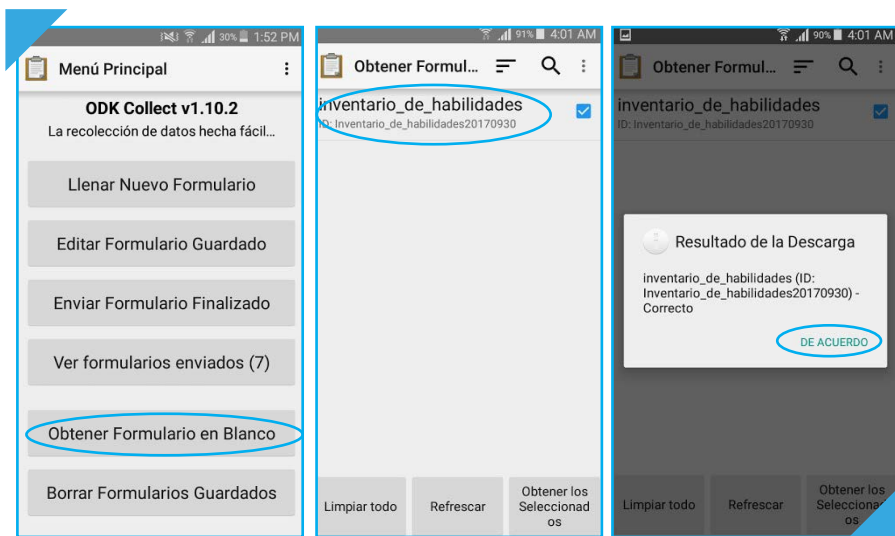 30% 1:52 PM
Menú Principal
ODK Collect v1.10.2
La recolección de datos hecha fácil...
Llenar Nuevo Formulario
Editar Formulario Guardado
Enviar Formulario Finalizado
Ver formularios enviados (7)
Obtener Formulario en Blanco
Borrar Formularios Guardados
91% 4:01 AM
Obtener Formul...
inventario_de_habilidades
ID: Inventario_de_habilidades20170930
Limpiar todo
Refrescar
Obtener los
Seleccionad
os
90% 4:01 AM
Obtener Formul...
inventario_de_habilidades
ID: Inventario_de_habilidades20170930
Resultado de la Descarga
inventario_de_habilidades (ID:
Inventario_de_habilidades20170930) -
Correcto
DE ACUERDO
Limpiar todo
Refrescar
Obtener los
Selecciona
os